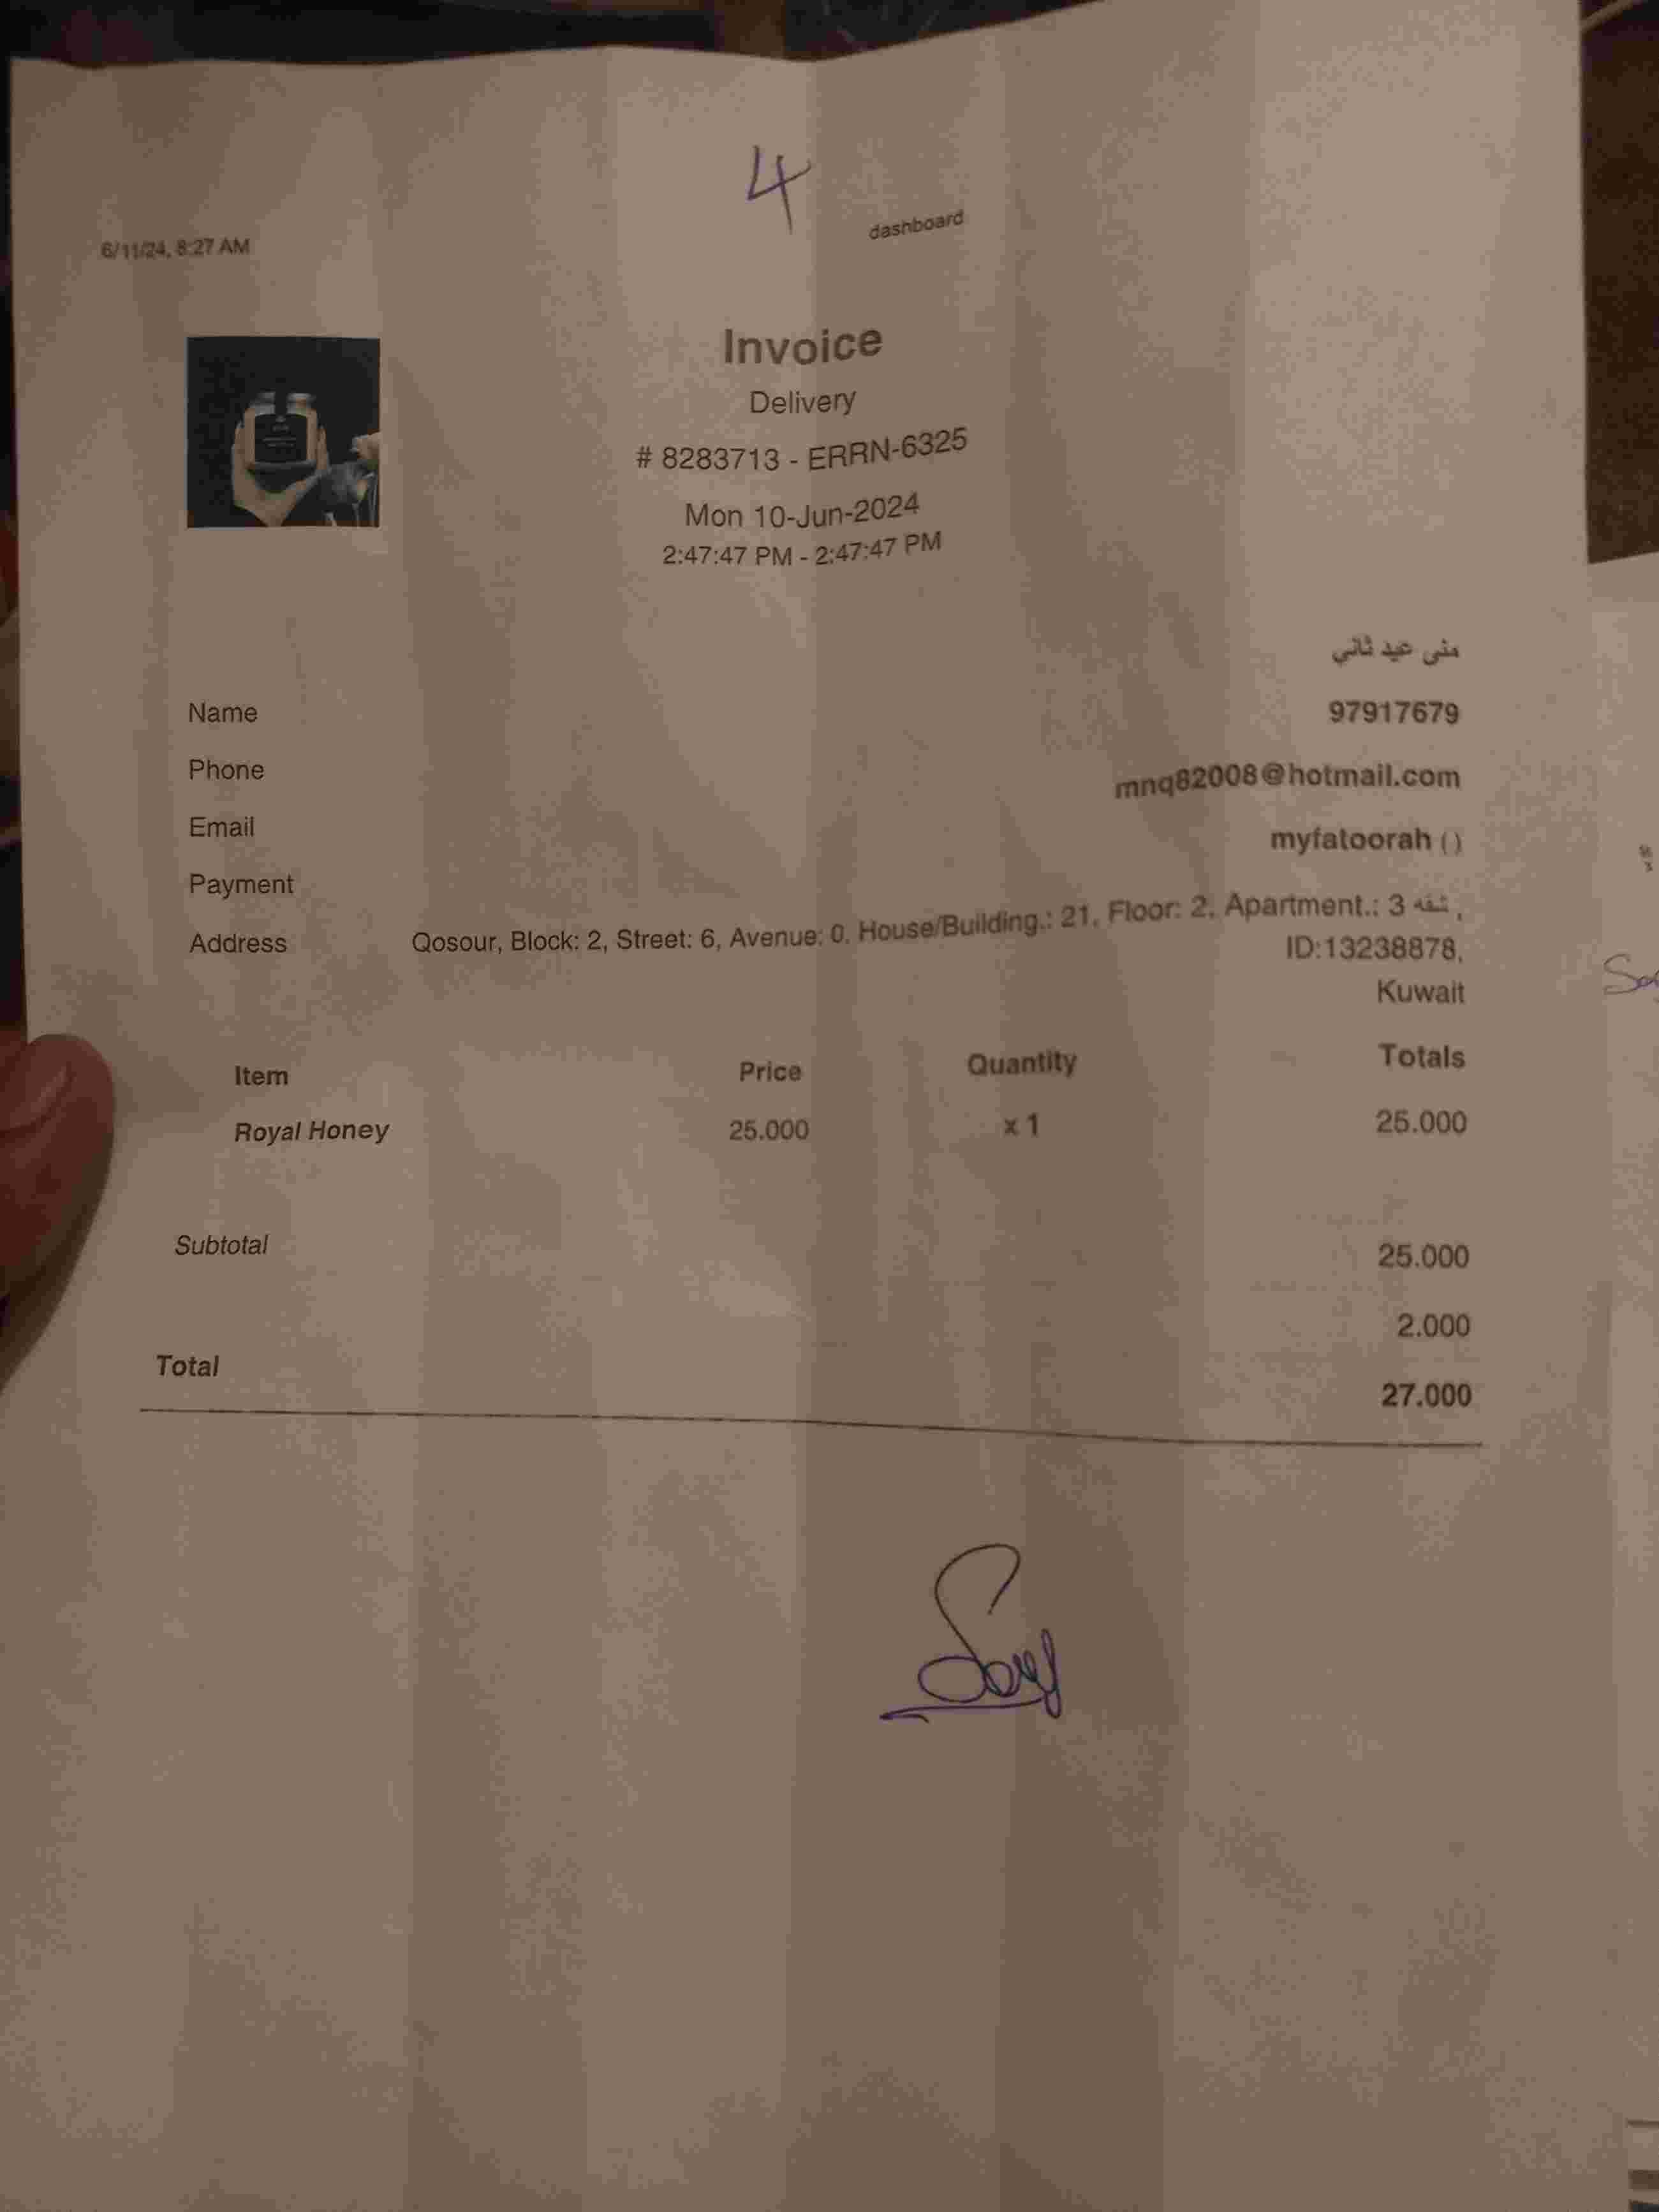 4
6/11/24, 8:27 AM
dashboard
Invoice
Delivery
# 8283713 - ERRN-6325
Mon 10-Jun-2024
2:47:47 PM - 2:47:47 PM
Name منى عيد ثاني
Phone 97917679
Email mnq82008@hotmail.com
Payment myfatoorah ()
Address Qosour, Block: 2, Street: 6, Avenue: 0, House/Building.: 21, Floor: 2, Apartment.: 3 شقه ,
ID:13238878,
Kuwait
Item Price Quantity Totals
Royal Honey 25.000 x 1 25.000
Subtotal 25.000
2.000
Total 27.000